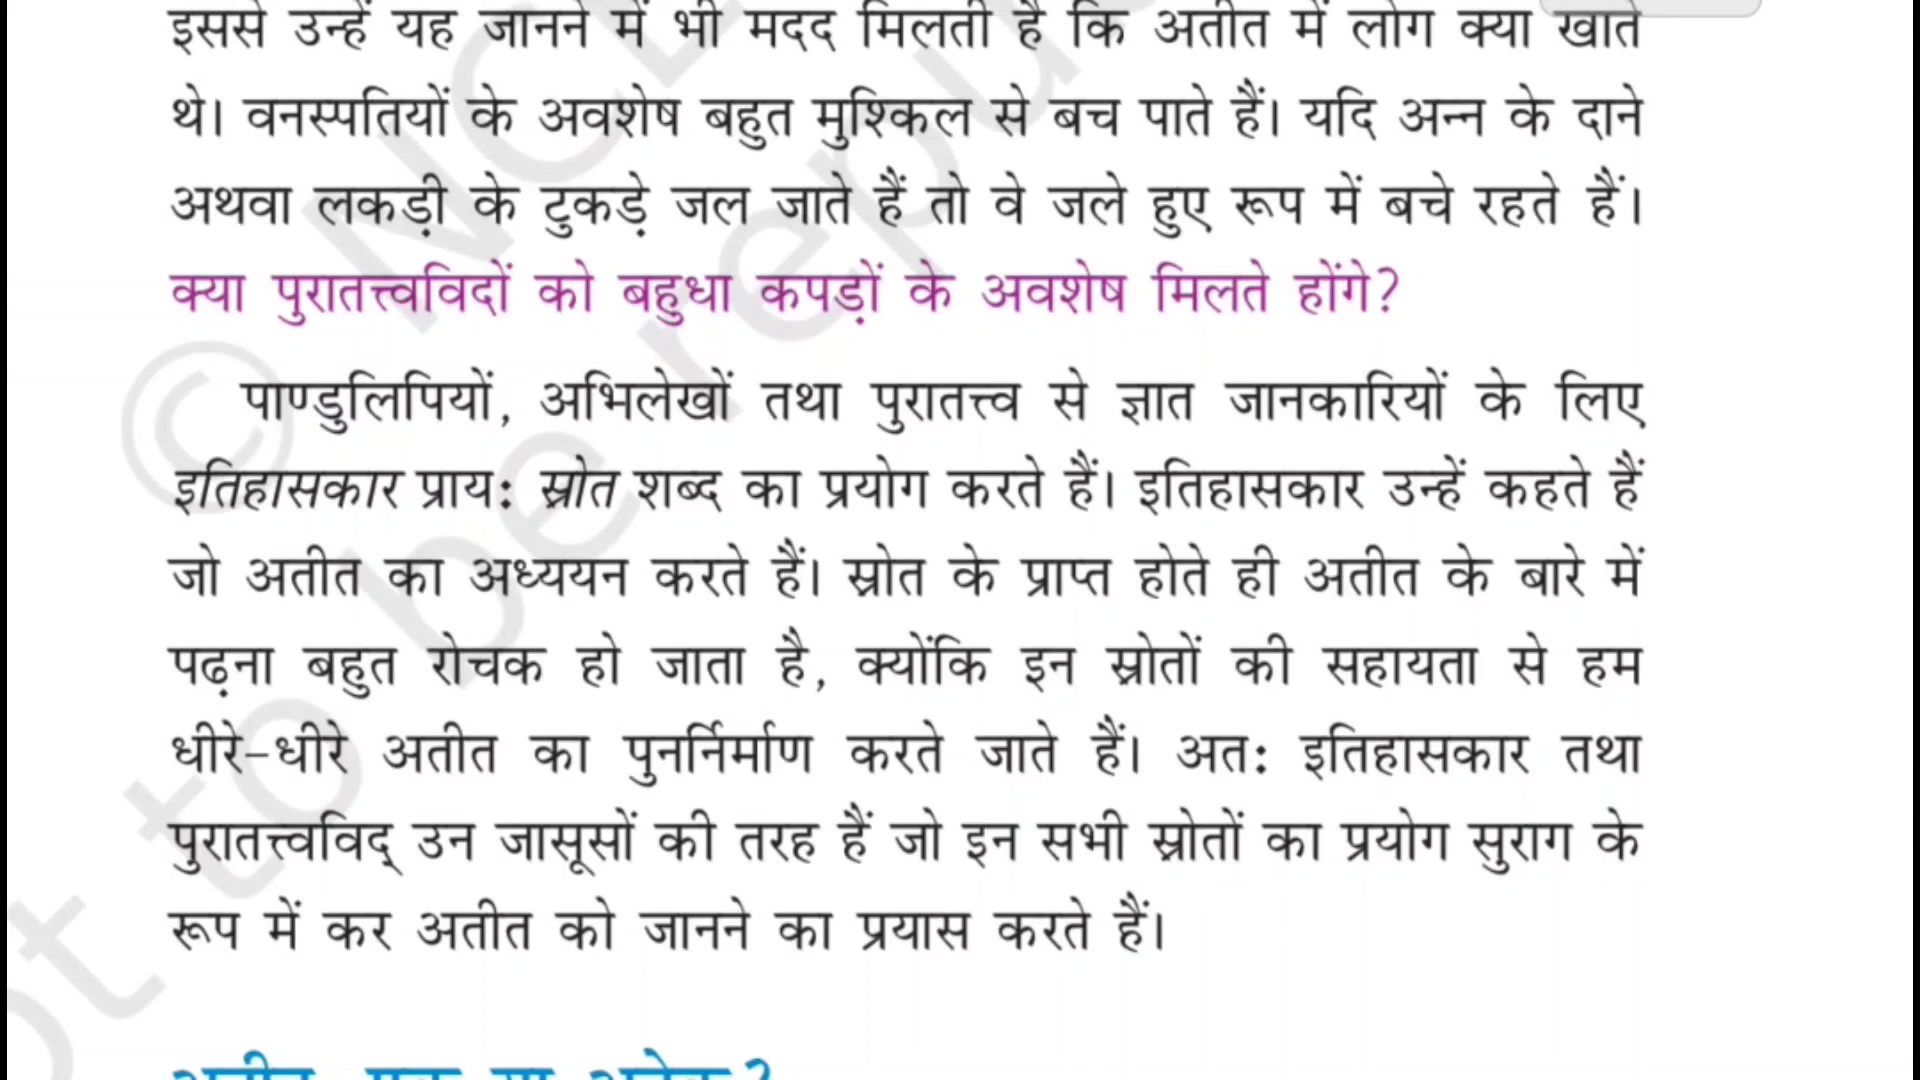 इससे उन्हें यह जानने में भी मदद मिलती है कि अतीत में लोग क्या खाते
थे। वनस्पतियों के अवशेष बहुत मुश्किल से बच पाते हैं। यदि अन्न के दाने
अथवा लकड़ी के टुकड़े जल जाते हैं तो वे जले हुए रूप में बचे रहते हैं।
क्या पुरातत्त्वविदों को बहुधा कपड़ों के अवशेष मिलते होंगे?
पाण्डुलिपियों, अभिलेखों तथा पुरातत्त्व से ज्ञात जानकारियों के लिए
इतिहासकार प्राय: स्रोत शब्द का प्रयोग करते हैं। इतिहासकार उन्हें कहते हैं
जो अतीत का अध्ययन करते हैं। स्रोत के प्राप्त होते ही अतीत के बारे में
पढ़ना बहुत रोचक हो जाता है, क्योंकि इन स्रोतों की सहायता से हम
धीरे-धीरे अतीत का पुनर्निर्माण करते जाते हैं। अत: इतिहासकार तथा
पुरातत्त्वविद् उन जासूसों की तरह हैं जो इन सभी स्रोतों का प्रयोग सुराग के
रूप में कर अतीत को जानने का प्रयास करते हैं।